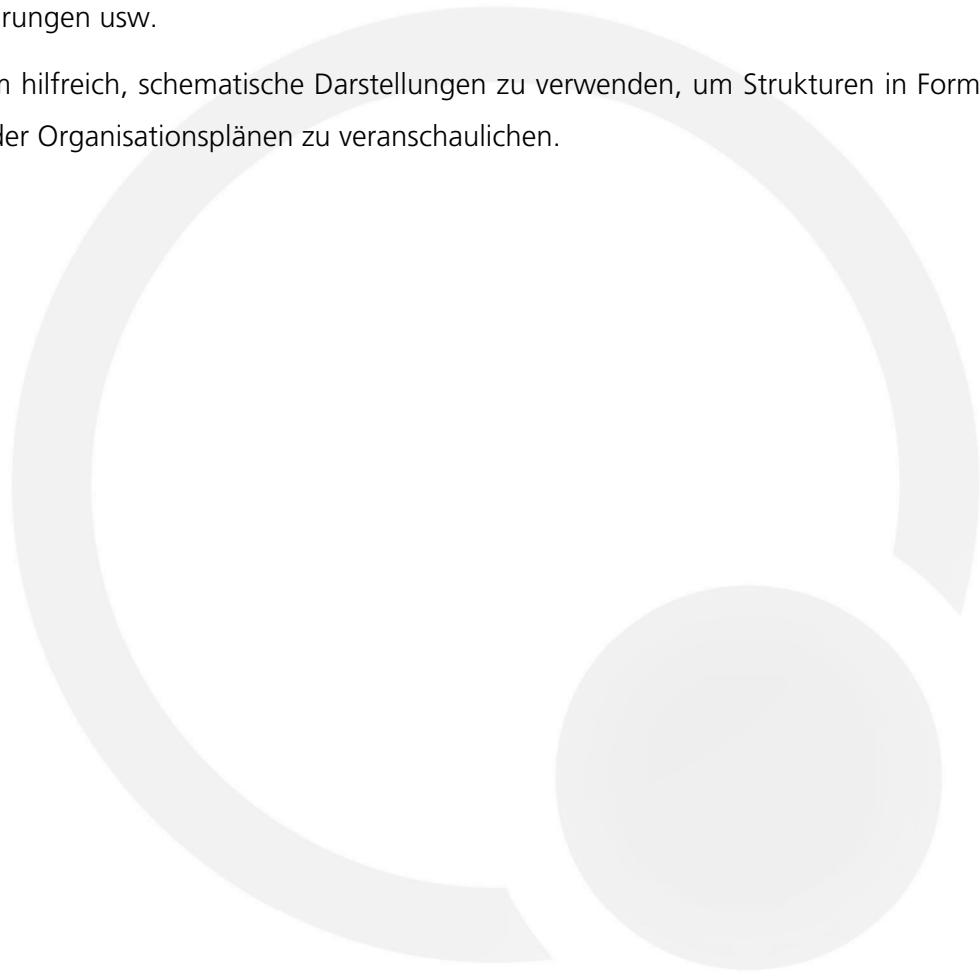 rungen usw.
m hilfreich, schematische Darstellungen zu verwenden, um Strukturen in Form
der Organisationsplänen zu veranschaulichen.